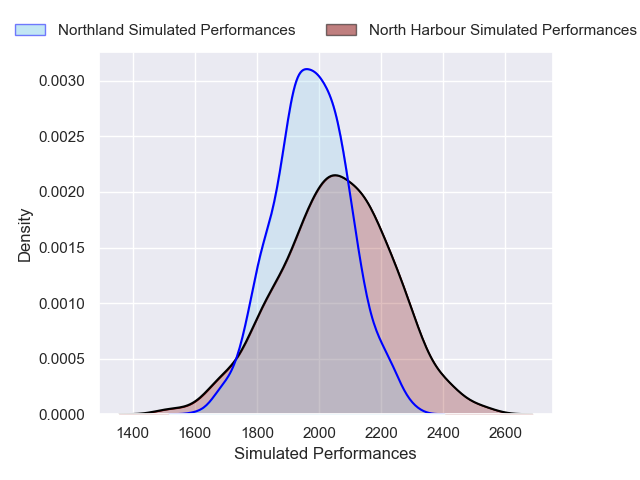 Northland Simulated Performances North Harbour Simulated Performances
0.0030
0.0025
0.0020
0.0015
0.0010
0.0005
0.0000
Density
1400 1600 1800 2000 2200 2400 2600
Simulated Performances